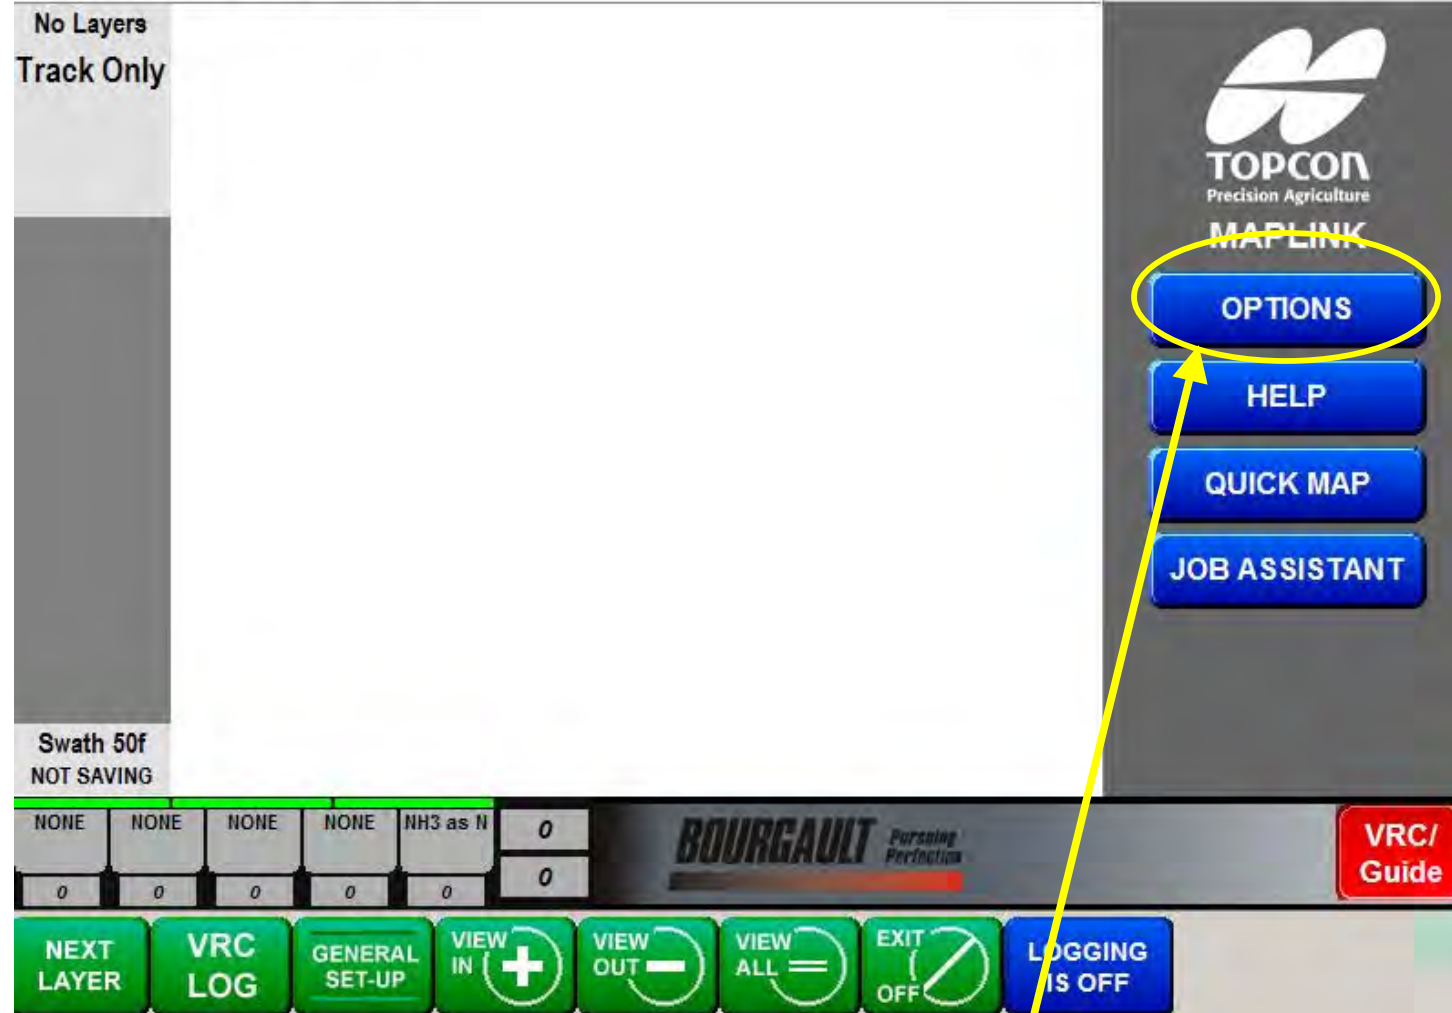 No Layers
Track Only
TOPCON
Precision Agriculture
MAPLINK
OPTIONS
HELP
QUICK MAP
JOB ASSISTANT
Swath 50f
NOT SAVING
NONE NONE NONE NONE NH3 as N
0 0 0 0 0
0
0
BOURGAULT Pursuing
Perfection
VRC/
Guide
NEXT
LAYER
VRC
LOG
GENERAL
SET-UP
VIEW
IN
VIEW
OUT
VIEW
ALL
EXIT
OFF
LOGGING
IS OFF